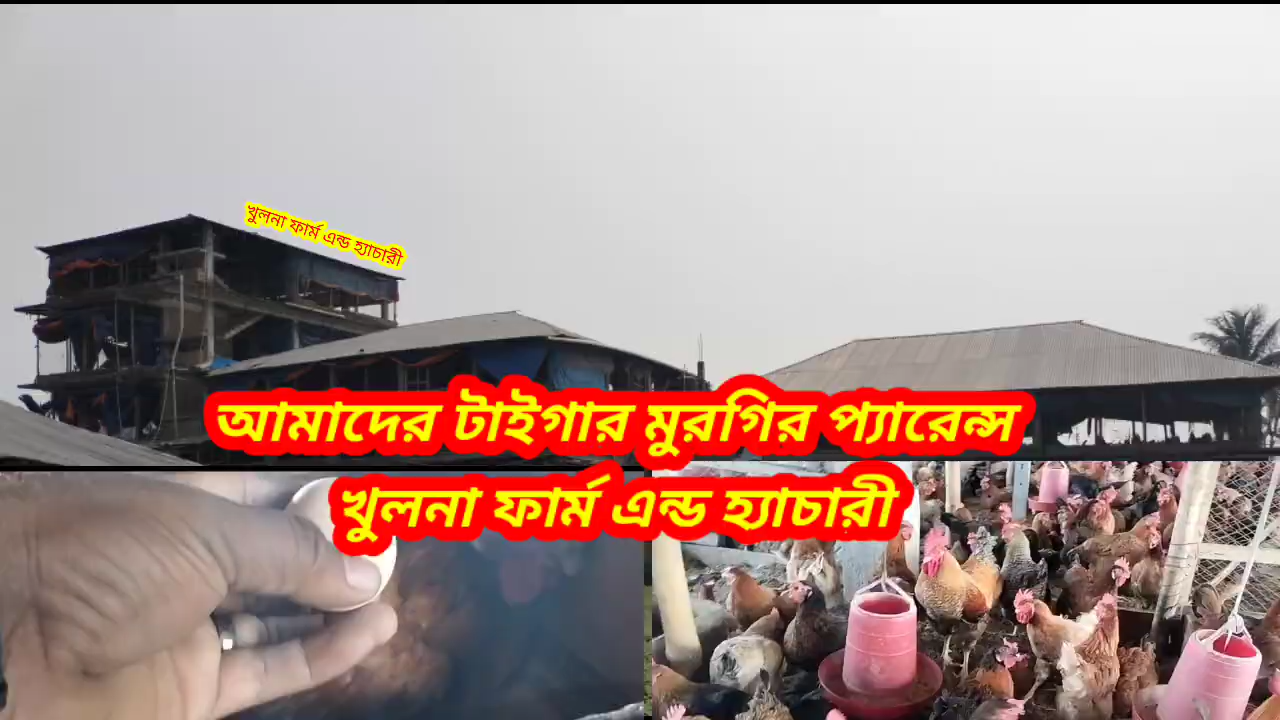 খুলনা ফার্ম এন্ড হ্যাচারী
আমাদের টাইগার মুরগির প্যারেন্স
খুলনা ফার্ম এন্ড হ্যাচারী